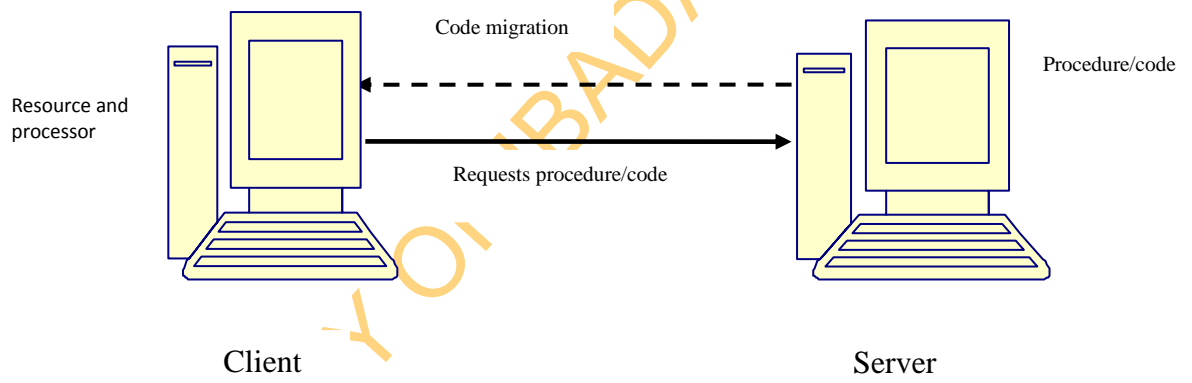 Code migration
Procedure/code
Resource and
processor
Requests procedure/code
Client
Server